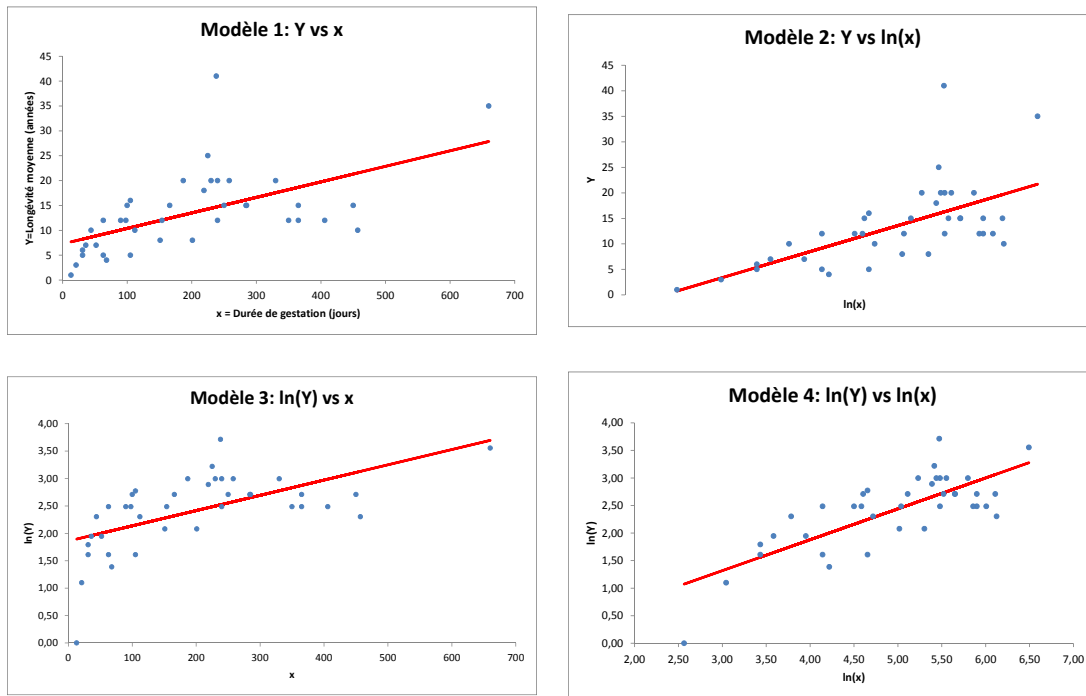 Modèle 1: Y vs x
Y=Longévité moyenne (années)
45
40
35
30
25
20
15
10
5
0
0 100 200 300 400 500 600 700
x = Durée de gestation (jours)
Modèle 2: Y vs ln(x)
Y
45
40
35
30
25
20
15
10
5
0
ln(x)
Modèle 3: ln(Y) vs x
ln(Y)
4,00
3,50
3,00
2,50
2,00
1,50
1,00
0,50
0,00
0 100 200 300 400 500 600 700
x
Modèle 4: ln(Y) vs ln(x)
ln(Y)
4,00
3,50
3,00
2,50
2,00
1,50
1,00
0,50
0,00
2,00 2,50 3,00 3,50 4,00 4,50 5,00 5,50 6,00 6,50 7,00
ln(x)